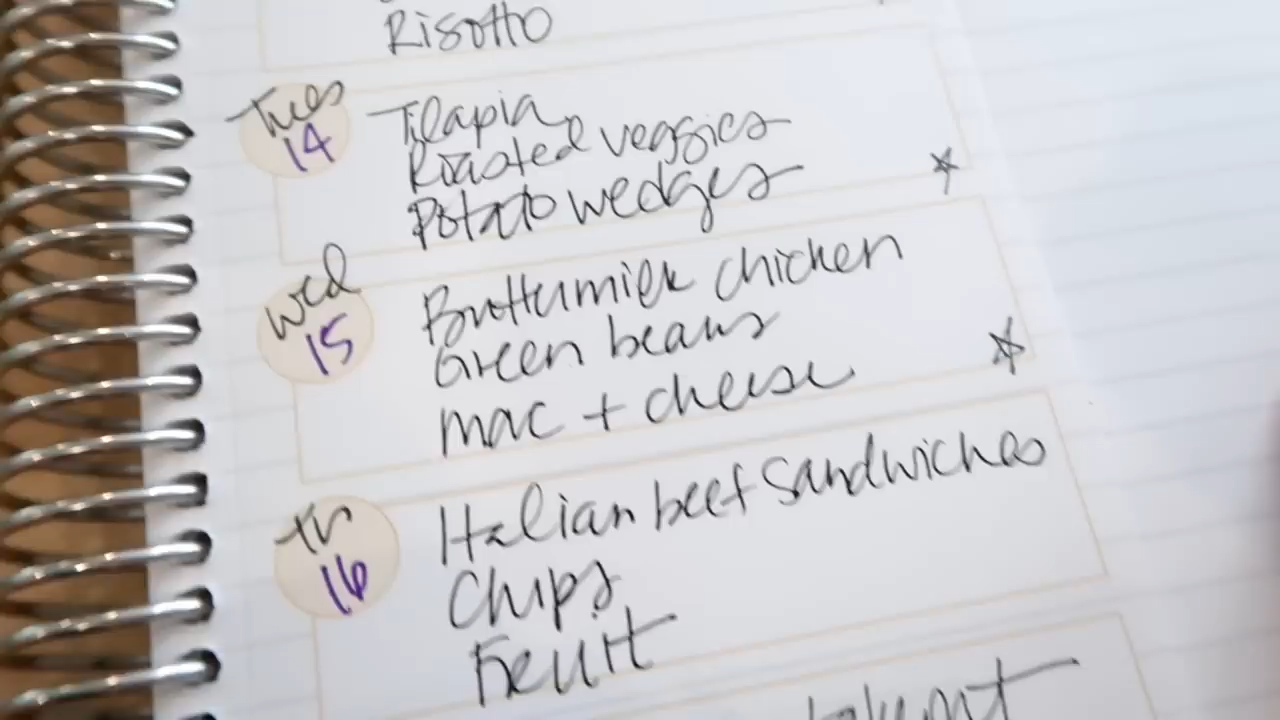 Risotto
Tues
14
Tilapia
Roasted veggies
Potato wedges
Wed
15
Buttermilk chicken
Green beans
mac + cheese
TH
16
Italian beef sandwiches
Chips
Fruit